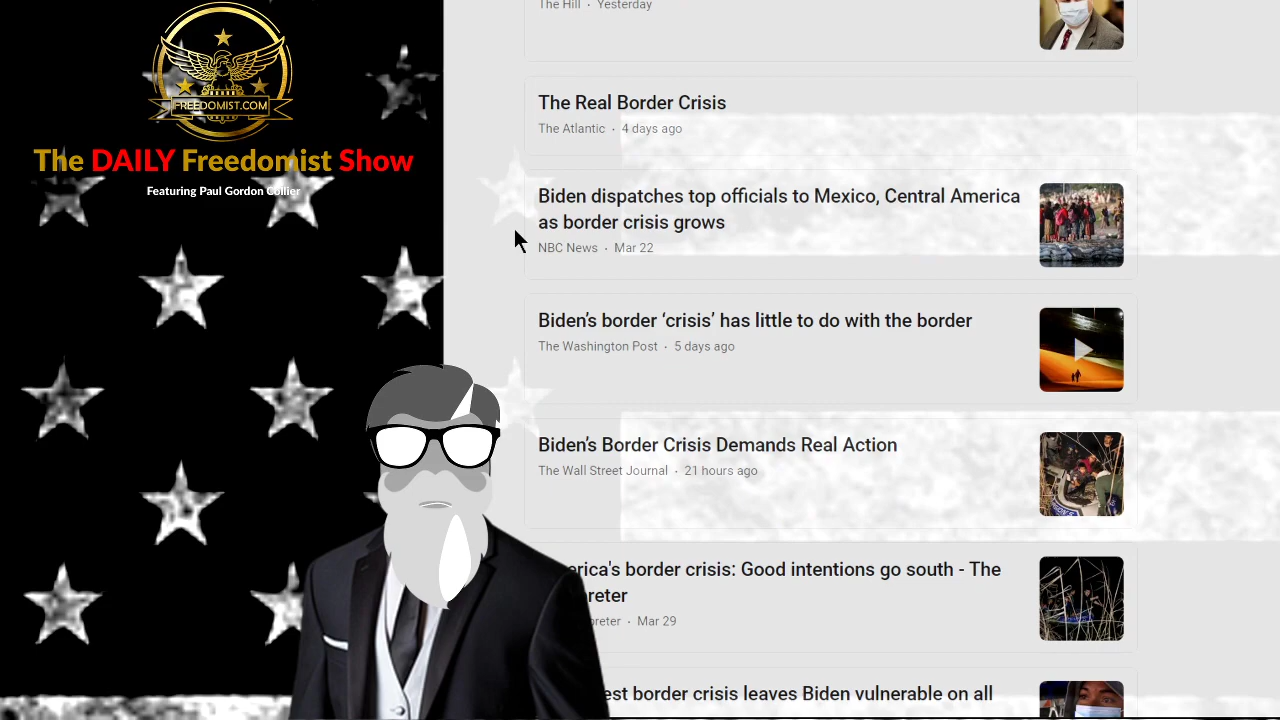 FREEDOMIST.COM
The DAILY Freedomist Show
Featuring Paul Gordon Collier
The Hill · Yesterday
The Real Border Crisis
The Atlantic · 4 days ago
Biden dispatches top officials to Mexico, Central America
as border crisis grows
NBC News · Mar 22
Biden’s border ‘crisis’ has little to do with the border
The Washington Post · 5 days ago
Biden’s Border Crisis Demands Real Action
The Wall Street Journal · 21 hours ago
border crisis: Good intentions go south - The
Mar 29
border crisis leaves Biden vulnerable on all